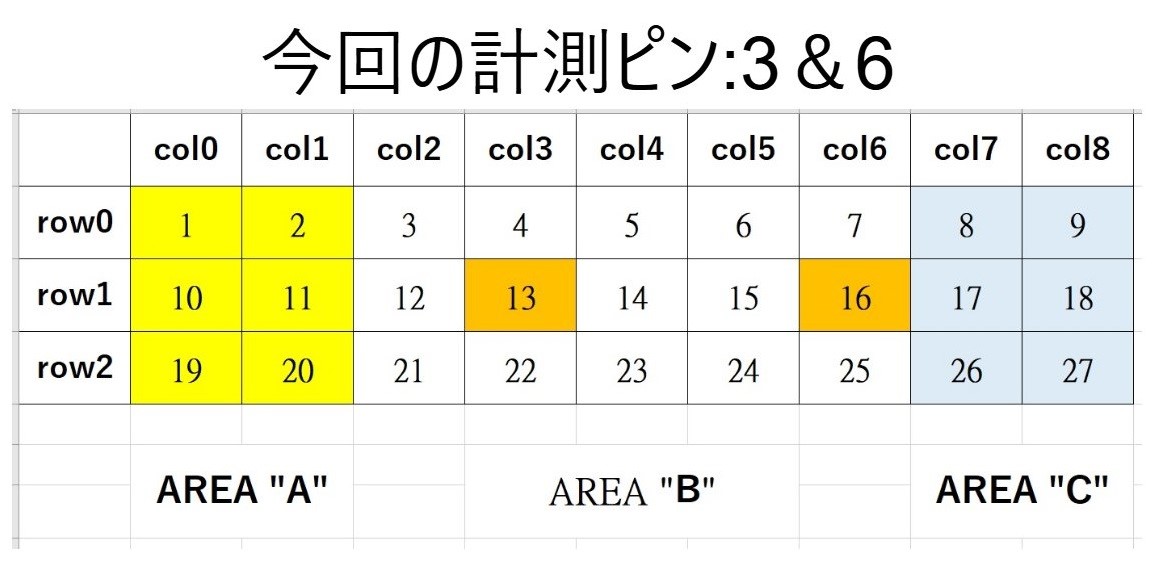 今回の計測ピン:3＆6
col0 col1 col2 col3 col4 col5 col6 col7 col8
row0 1 2 3 4 5 6 7 8 9
row1 10 11 12 13 14 15 16 17 18
row2 19 20 21 22 23 24 25 26 27
AREA "A" AREA "B" AREA "C"